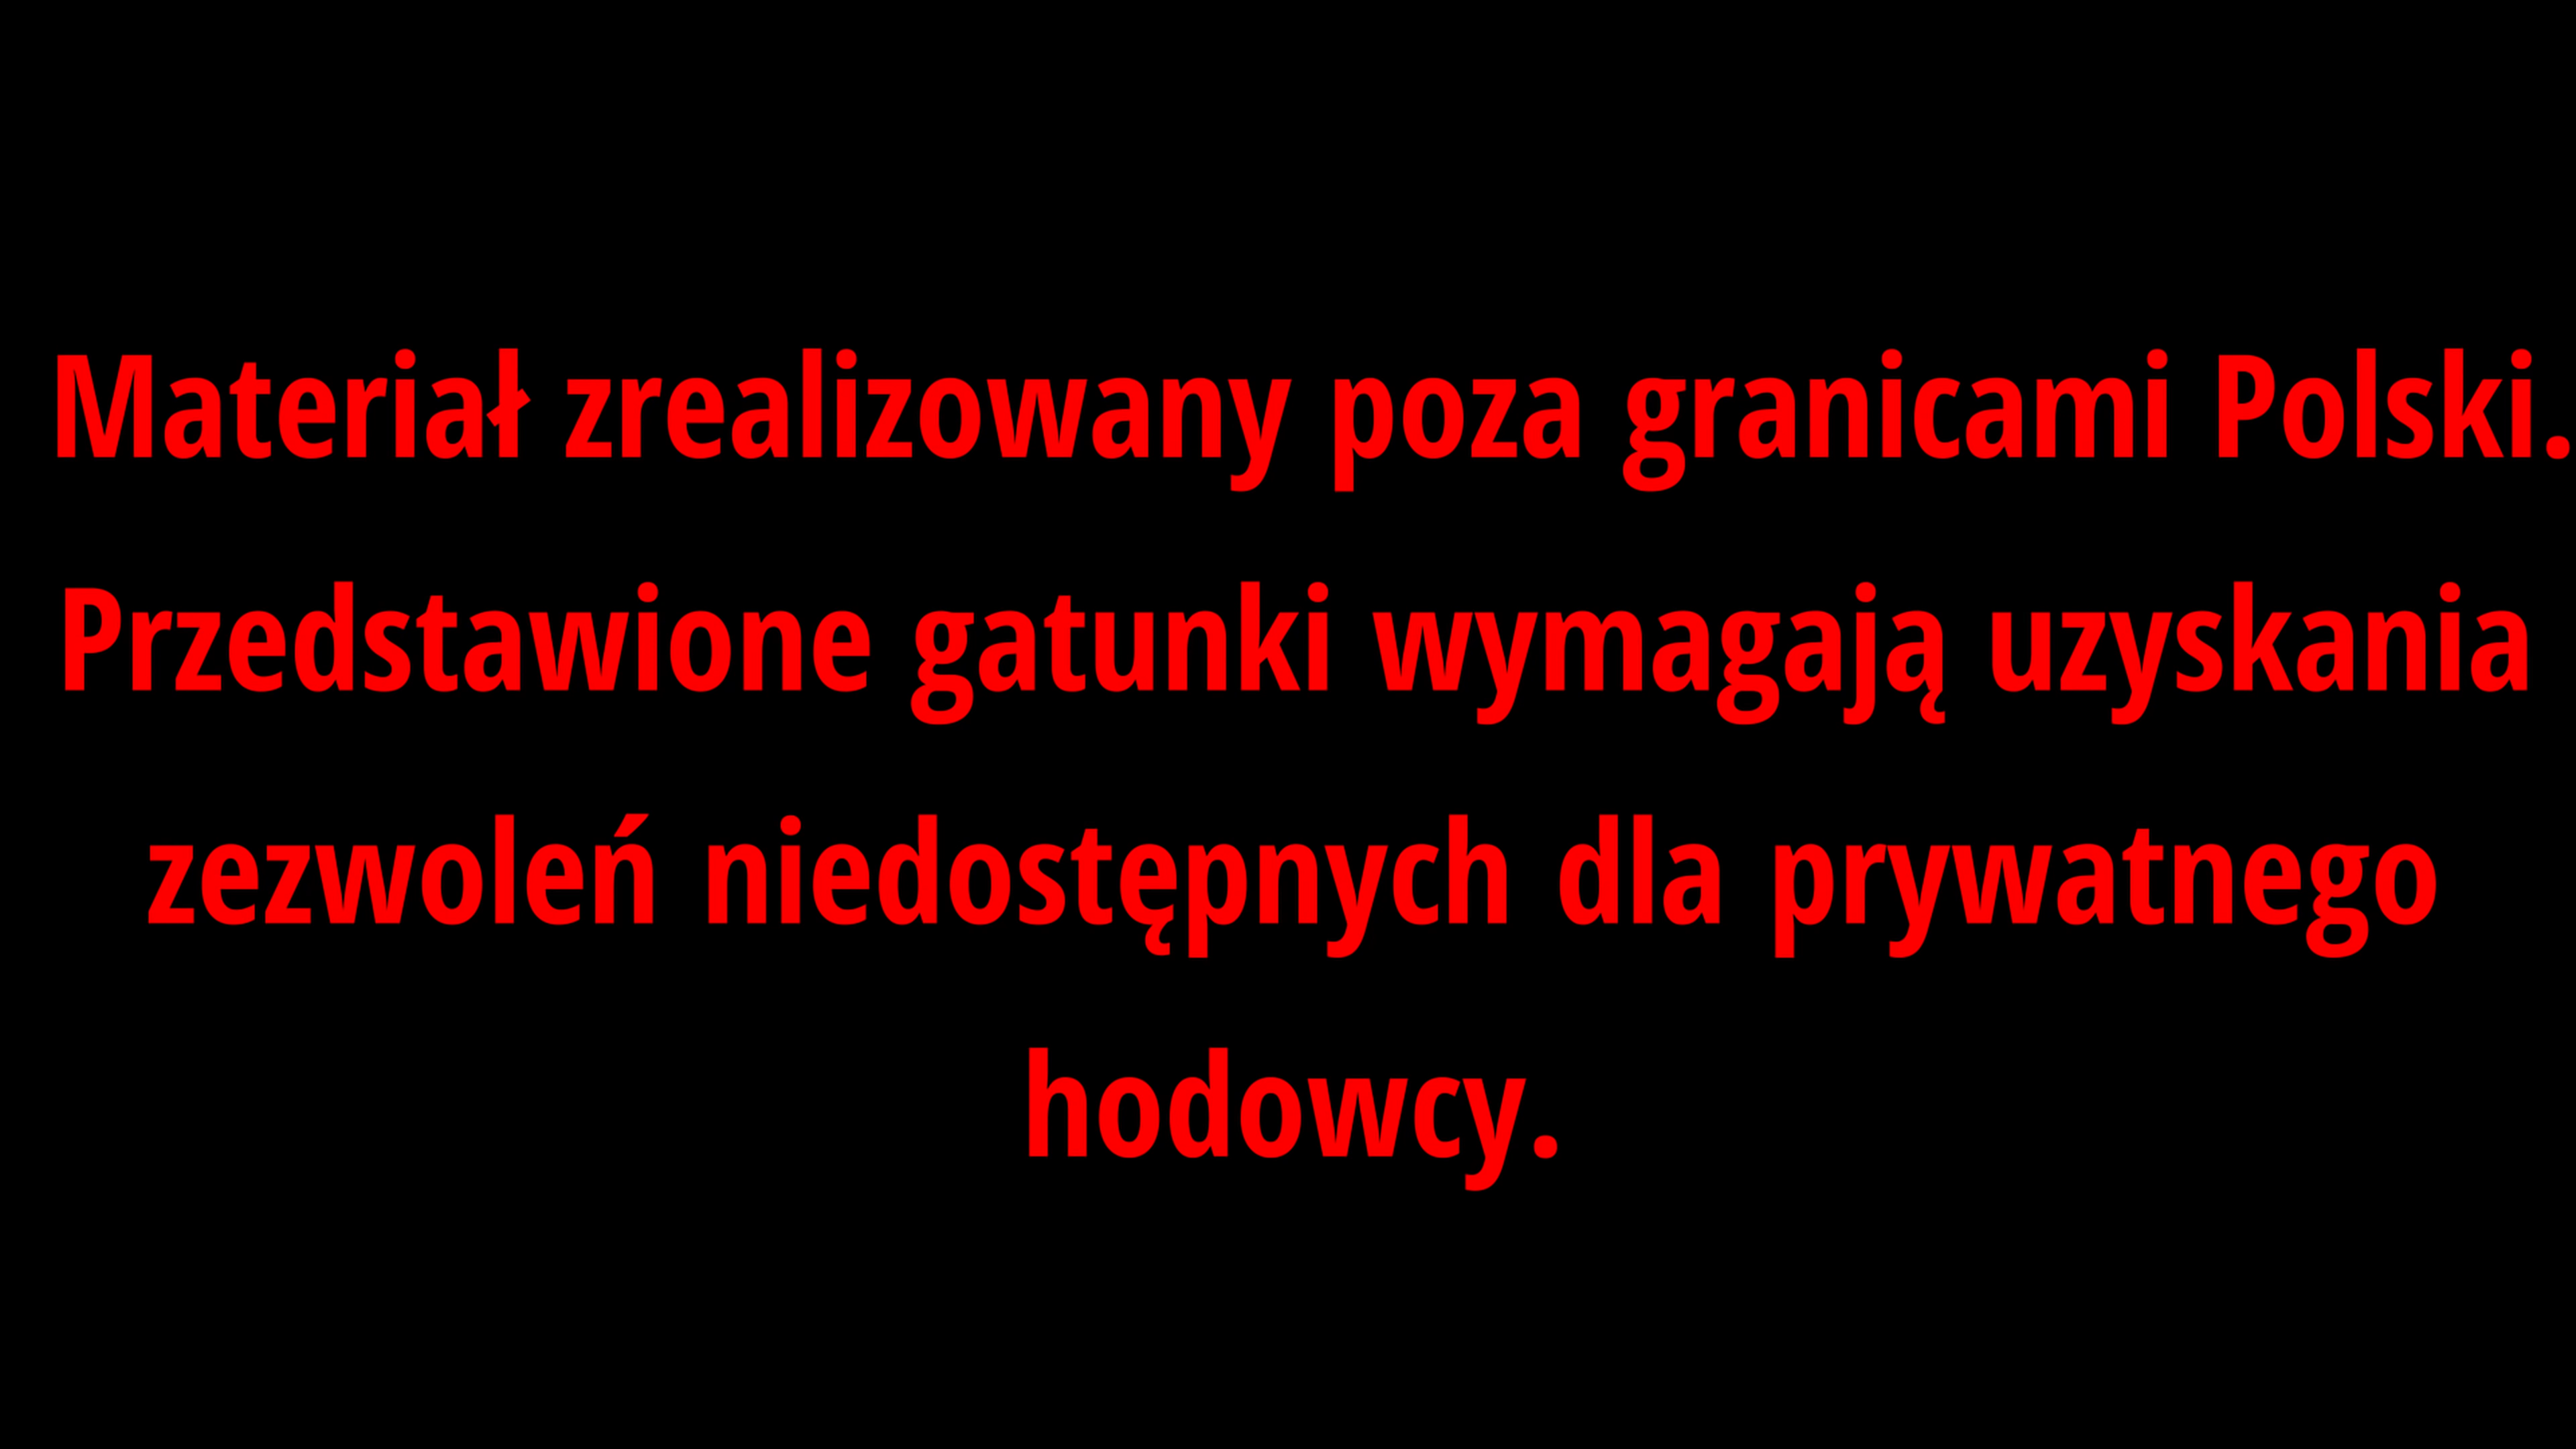 Materiał zrealizowany poza granicami Polski.
Przedstawione gatunki wymagają uzyskania
zezwoleń niedostępnych dla prywatnego
hodowcy.